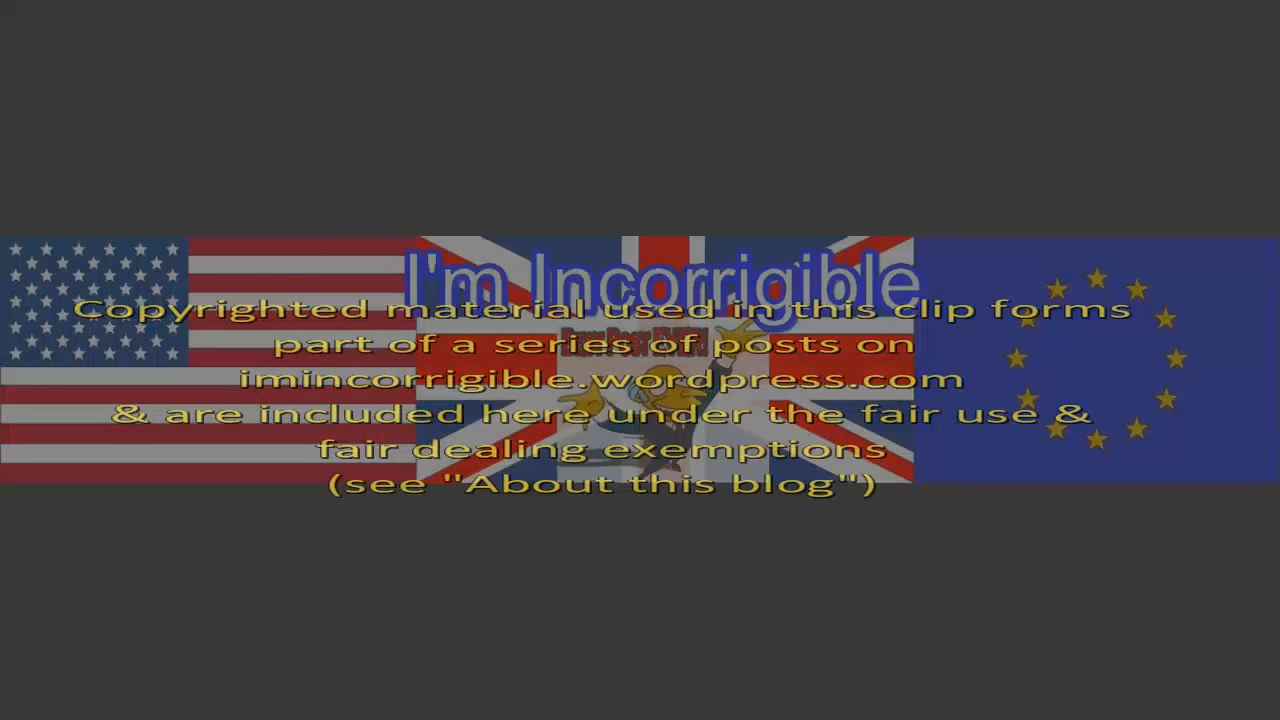 I'm Incorrigible
Copyrighted material used in this clip forms
part of a series of posts on
imincorrigible.wordpress.com
& are included here under the fair use &
fair dealing exemptions
(see "About this blog")